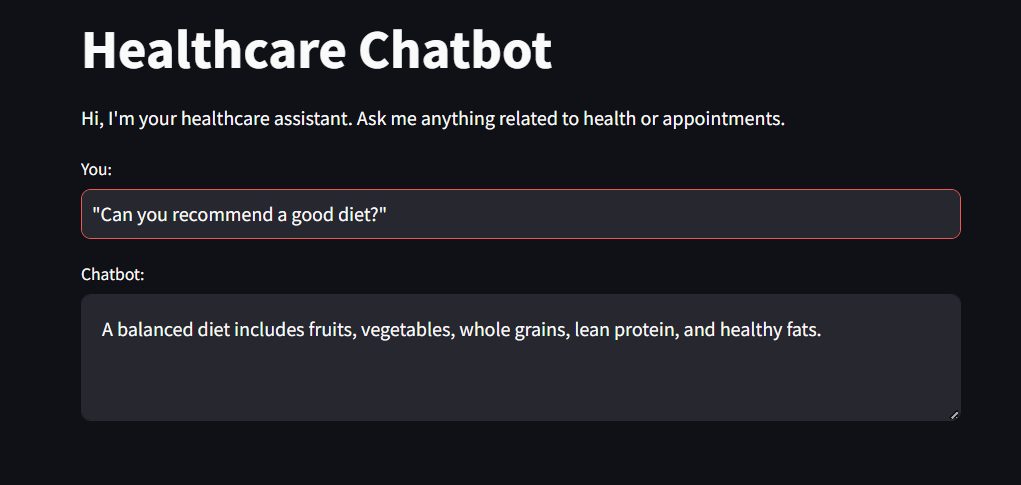 Healthcare Chatbot
Hi, I'm your healthcare assistant. Ask me anything related to health or appointments.
You:
"Can you recommend a good diet?"
Chatbot:
A balanced diet includes fruits, vegetables, whole grains, lean protein, and healthy fats.